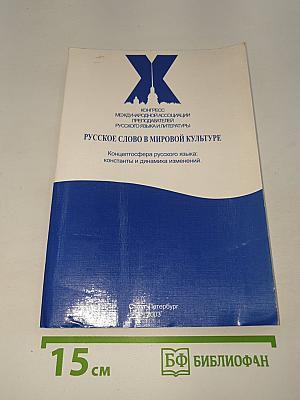 X
КОНГРЕСС
МЕЖДУНАРОДНОЙ АССОЦИАЦИИ
ПРЕПОДАВАТЕЛЕЙ
РУССКОГО ЯЗЫКА И ЛИТЕРАТУРЫ
РУССКОЕ СЛОВО В МИРОВОЙ КУЛЬТУРЕ
Концептосфера русского языка:
константы и динамика изменений
Санкт-Петербург
2003
15 см
БФ БИБЛИОФАН